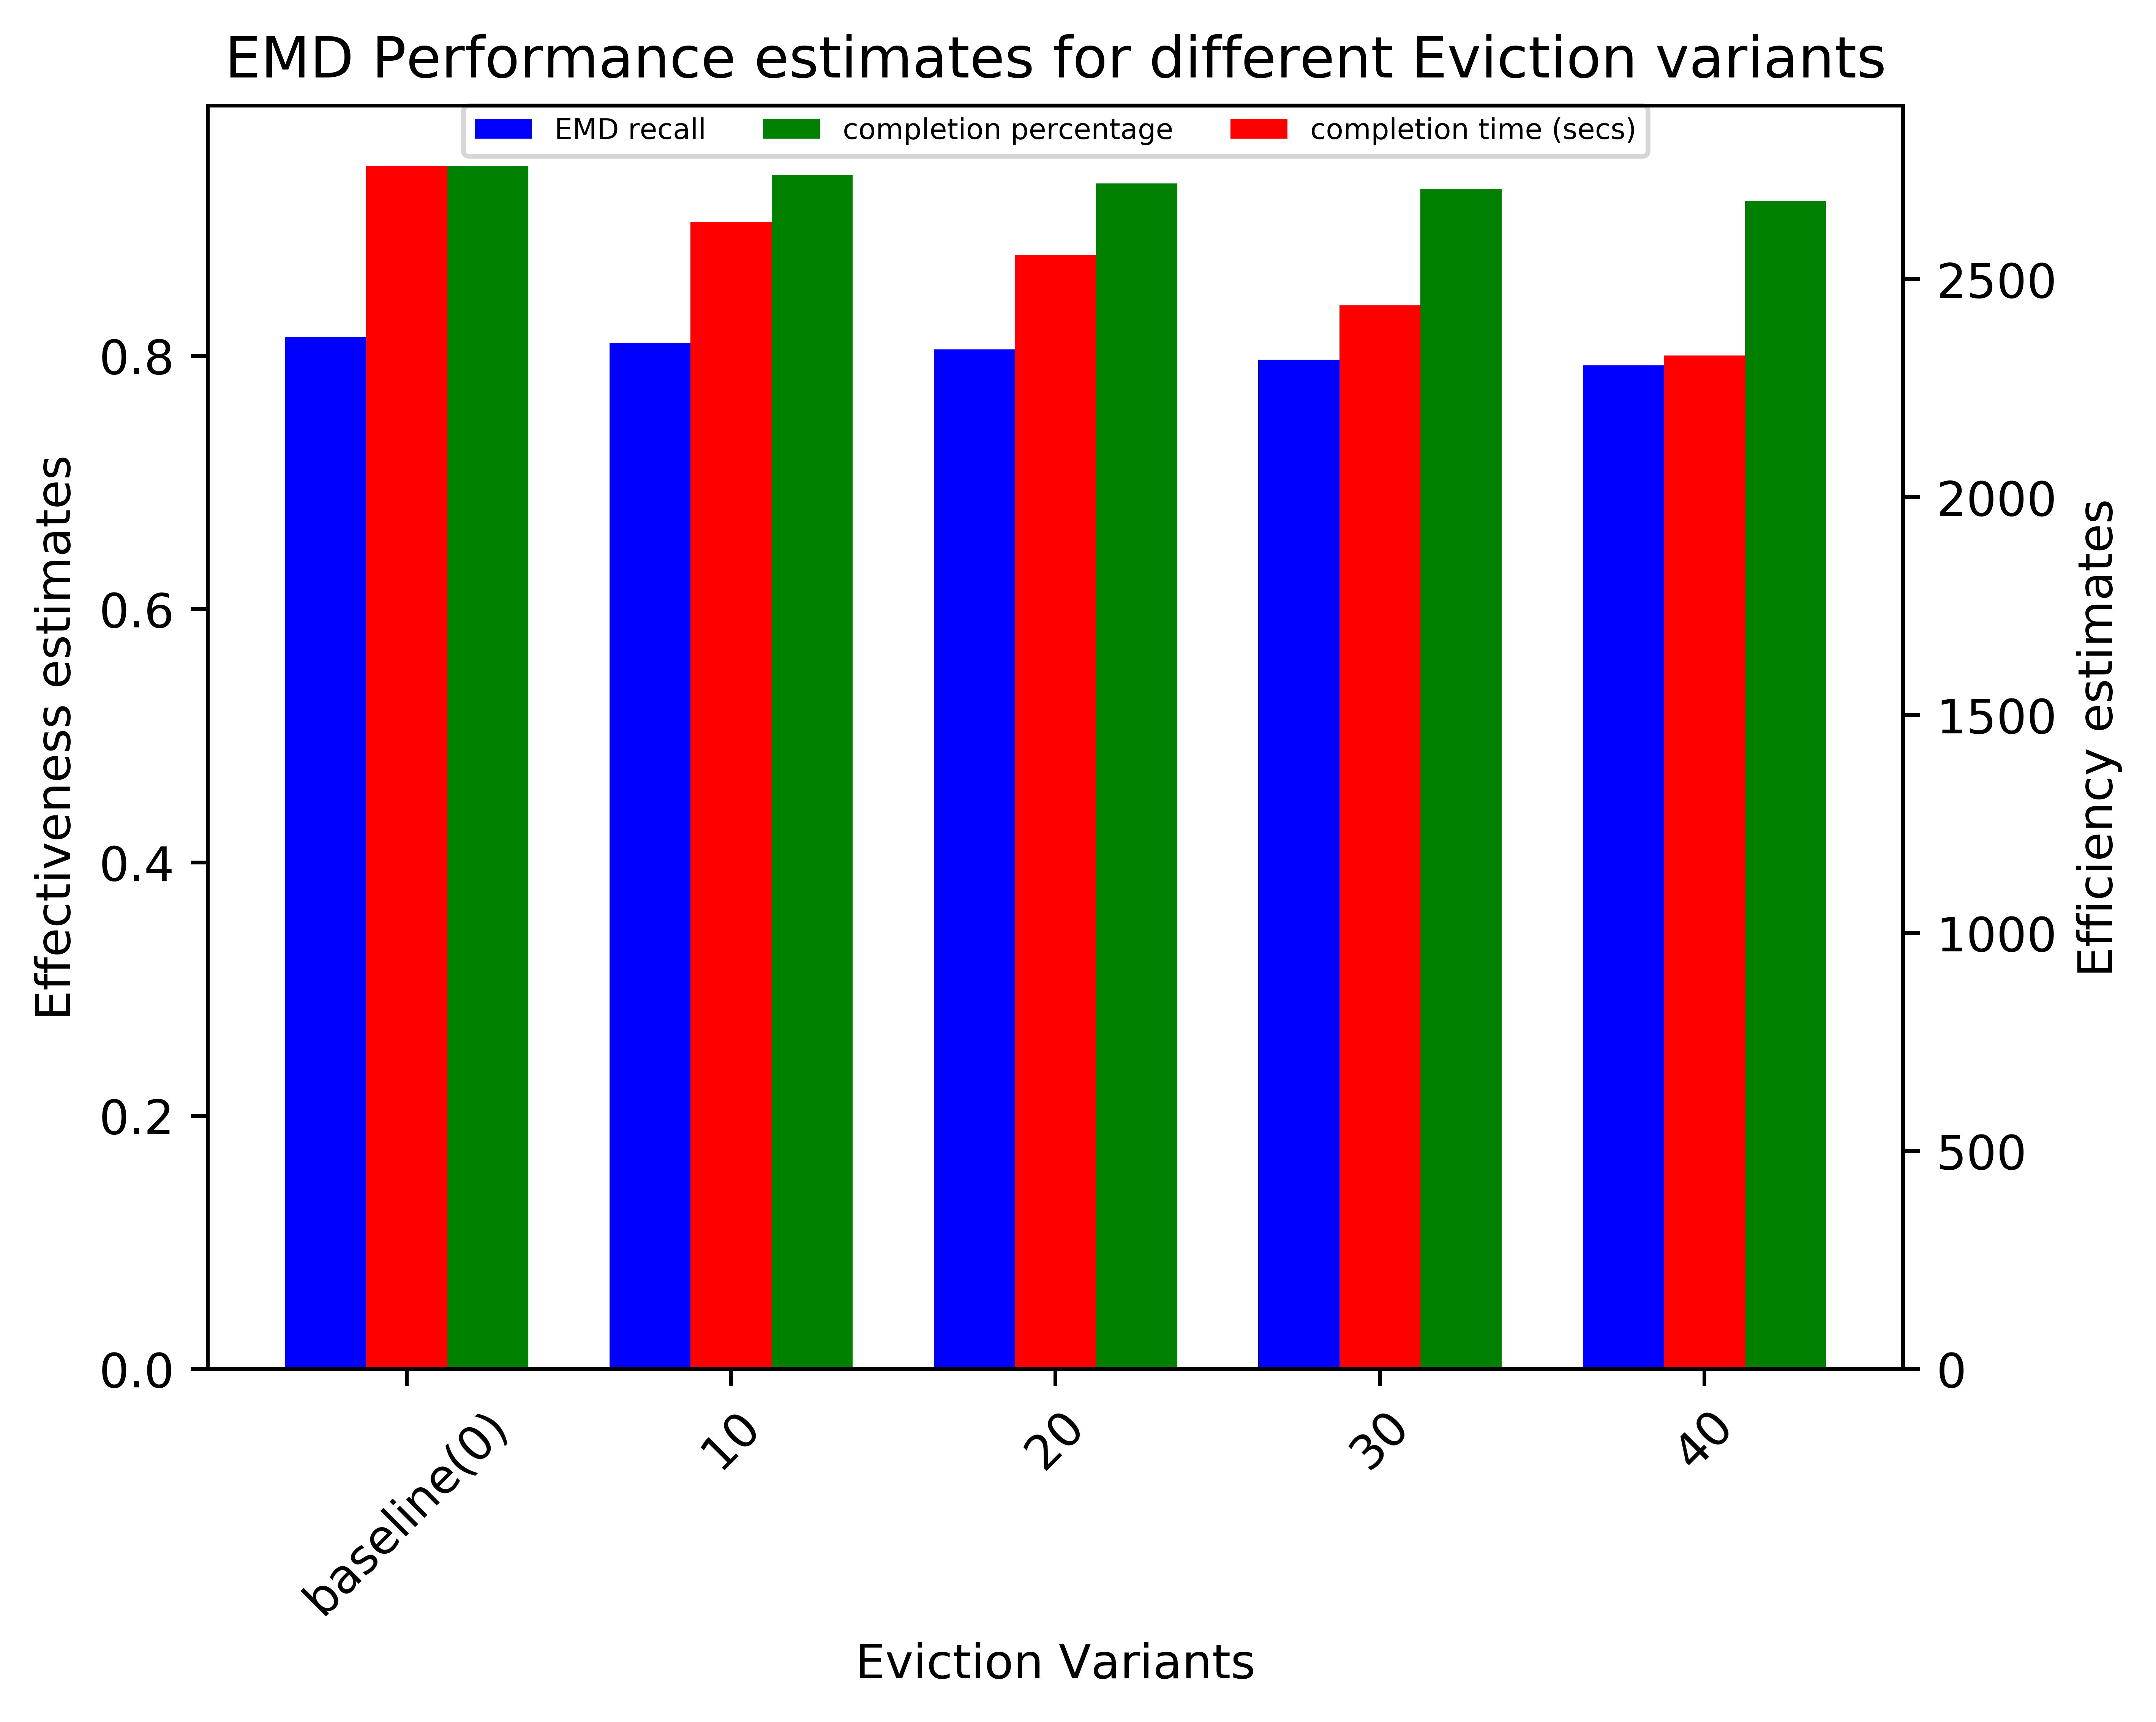 EMD Performance estimates for different Eviction variants
EMD recall
completion percentage
completion time (secs)
Effectiveness estimates
0.8
0.6
0.4
0.2
0.0
2500
2000
1500
1000
500
0
Efficiency estimates
baseline(0)
10
20
30
40
Eviction Variants